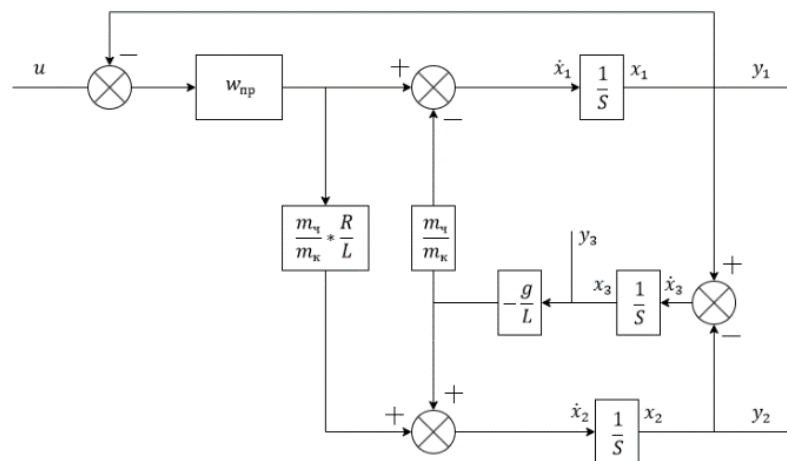 −
u
w_пр
+
−
ẋ₁
1/S
x₁
y₁
m_ч/m_к * R/L
m_ч/m_к
y₃
−g/L
x₃
1/S
ẋ₃
+
−
+
+
ẋ₂
1/S
x₂
y₂